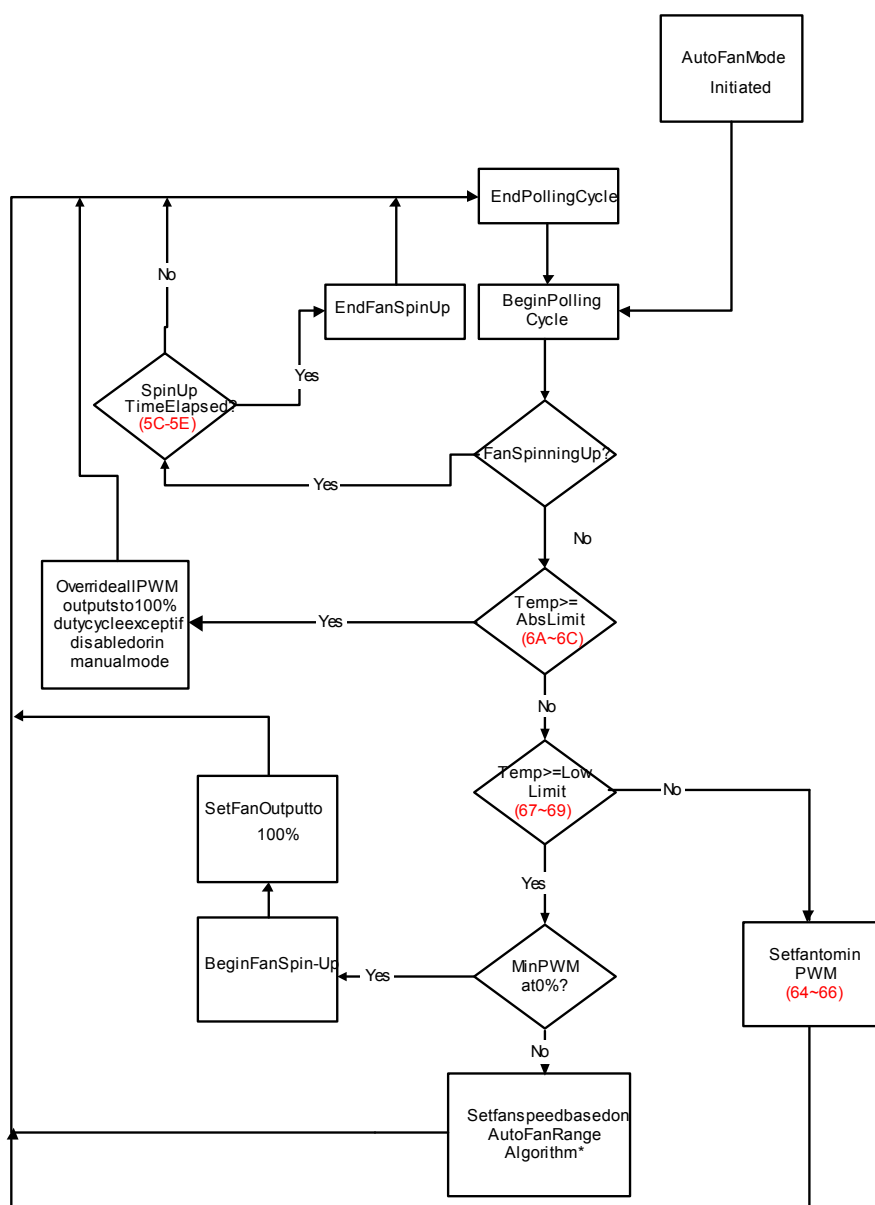 AutoFanMode
Initiated
EndPollingCycle
No
EndFanSpinUp
BeginPolling
Cycle
SpinUp
TimeElapsed?
(5C-5E)
Yes
FanSpinningUp?
Yes
No
OverrideallPWM
outputsto100%
dutycycleexceptif
disabledorin
manualmode
Yes
Temp>=
AbsLimit
(6A~6C)
No
Temp>=Low
Limit
(67~69)
No
SetFanOutputto
100%
Yes
BeginFanSpin-Up
Yes
MinPWM
at0%?
Setfantomin
PWM
(64~66)
No
Setfanspeedbasedon
AutoFanRange
Algorithm*